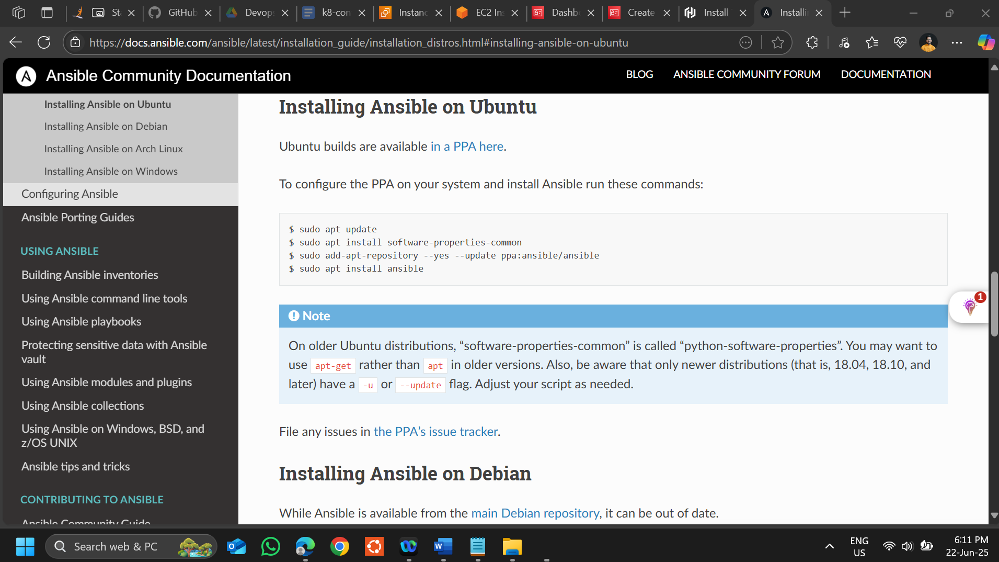 St
GitHub
Devops
k8-con
Instanc
EC2 Ins
Dashb
Create
Install
Installi
https://docs.ansible.com/ansible/latest/installation_guide/installation_distros.html#installing-ansible-on-ubuntu
Ansible Community Documentation
BLOG
ANSIBLE COMMUNITY FORUM
DOCUMENTATION
Installing Ansible on Ubuntu
Installing Ansible on Debian
Installing Ansible on Arch Linux
Installing Ansible on Windows
Configuring Ansible
Ansible Porting Guides
USING ANSIBLE
Building Ansible inventories
Using Ansible command line tools
Using Ansible playbooks
Protecting sensitive data with Ansible
vault
Using Ansible modules and plugins
Using Ansible collections
Using Ansible on Windows, BSD, and
z/OS UNIX
Ansible tips and tricks
CONTRIBUTING TO ANSIBLE
Ansible Community Guide
Installing Ansible on Ubuntu
Ubuntu builds are available in a PPA here.
To configure the PPA on your system and install Ansible run these commands:
$ sudo apt update
$ sudo apt install software-properties-common
$ sudo add-apt-repository --yes --update ppa:ansible/ansible
$ sudo apt install ansible
Note
On older Ubuntu distributions, “software-properties-common” is called “python-software-properties”. You may want to
use apt-get rather than apt in older versions. Also, be aware that only newer distributions (that is, 18.04, 18.10, and
later) have a -u or --update flag. Adjust your script as needed.
File any issues in the PPA’s issue tracker.
Installing Ansible on Debian
While Ansible is available from the main Debian repository, it can be out of date.
1
Search web & PC
ENG
US
6:11 PM
22-Jun-25